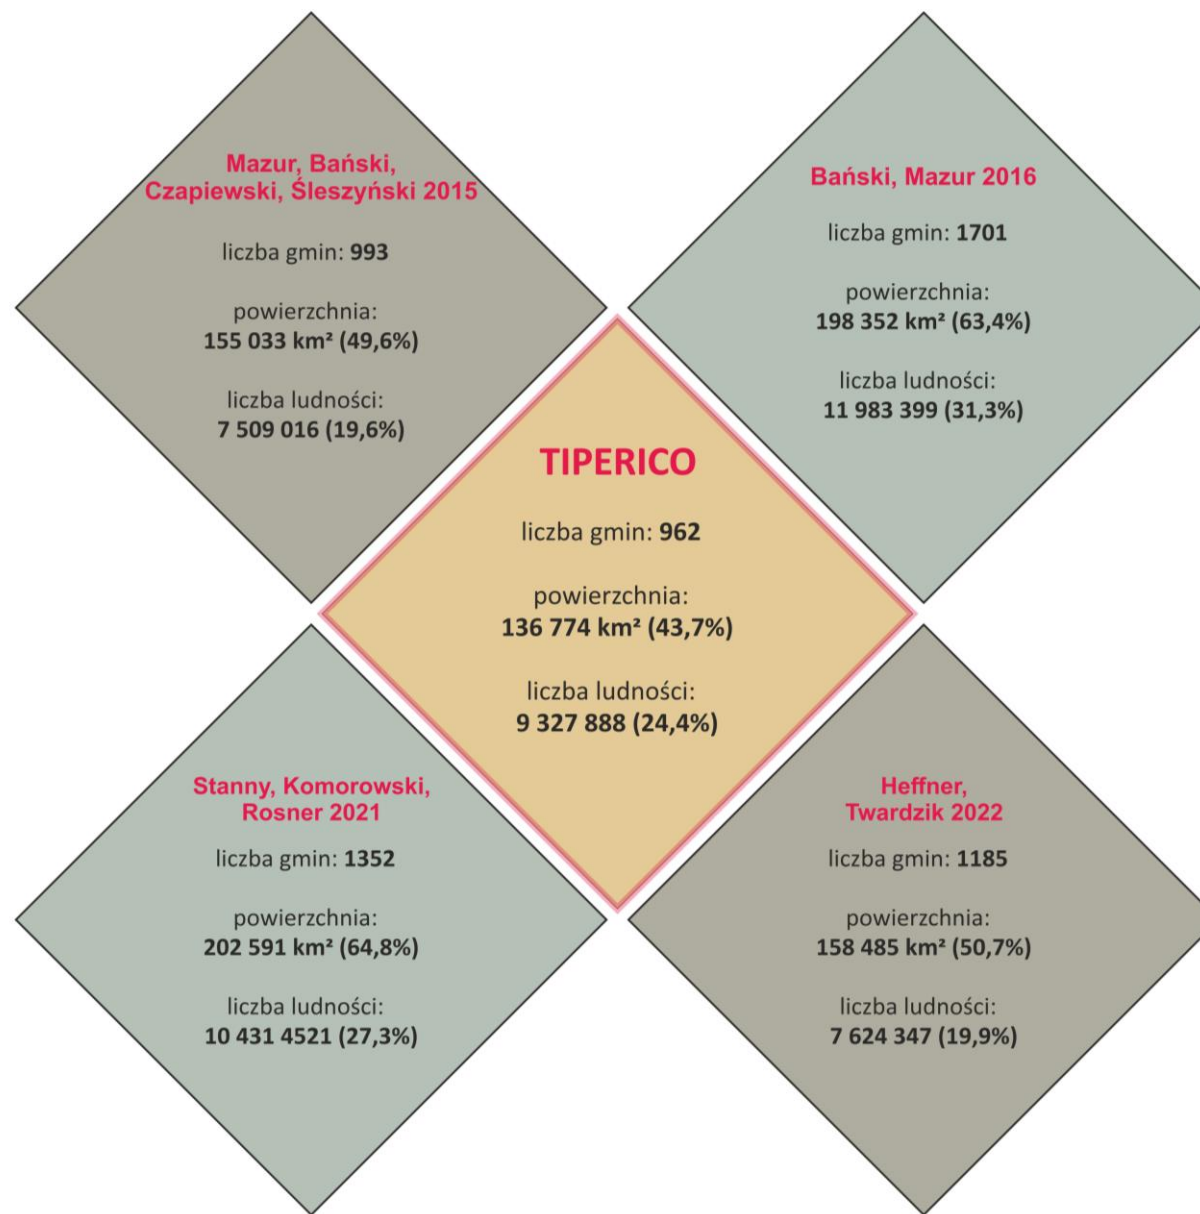 Mazur, Bański,
Czapiewski, Śleszyński 2015
liczba gmin: 993
powierzchnia:
155 033 km² (49,6%)
liczba ludności:
7 509 016 (19,6%)
Bański, Mazur 2016
liczba gmin: 1701
powierzchnia:
198 352 km² (63,4%)
liczba ludności:
11 983 399 (31,3%)
TIPERICO
liczba gmin: 962
powierzchnia:
136 774 km² (43,7%)
liczba ludności:
9 327 888 (24,4%)
Stanny, Komorowski,
Rosner 2021
liczba gmin: 1352
powierzchnia:
202 591 km² (64,8%)
liczba ludności:
10 431 4521 (27,3%)
Heffner,
Twardzik 2022
liczba gmin: 1185
powierzchnia:
158 485 km² (50,7%)
liczba ludności:
7 624 347 (19,9%)